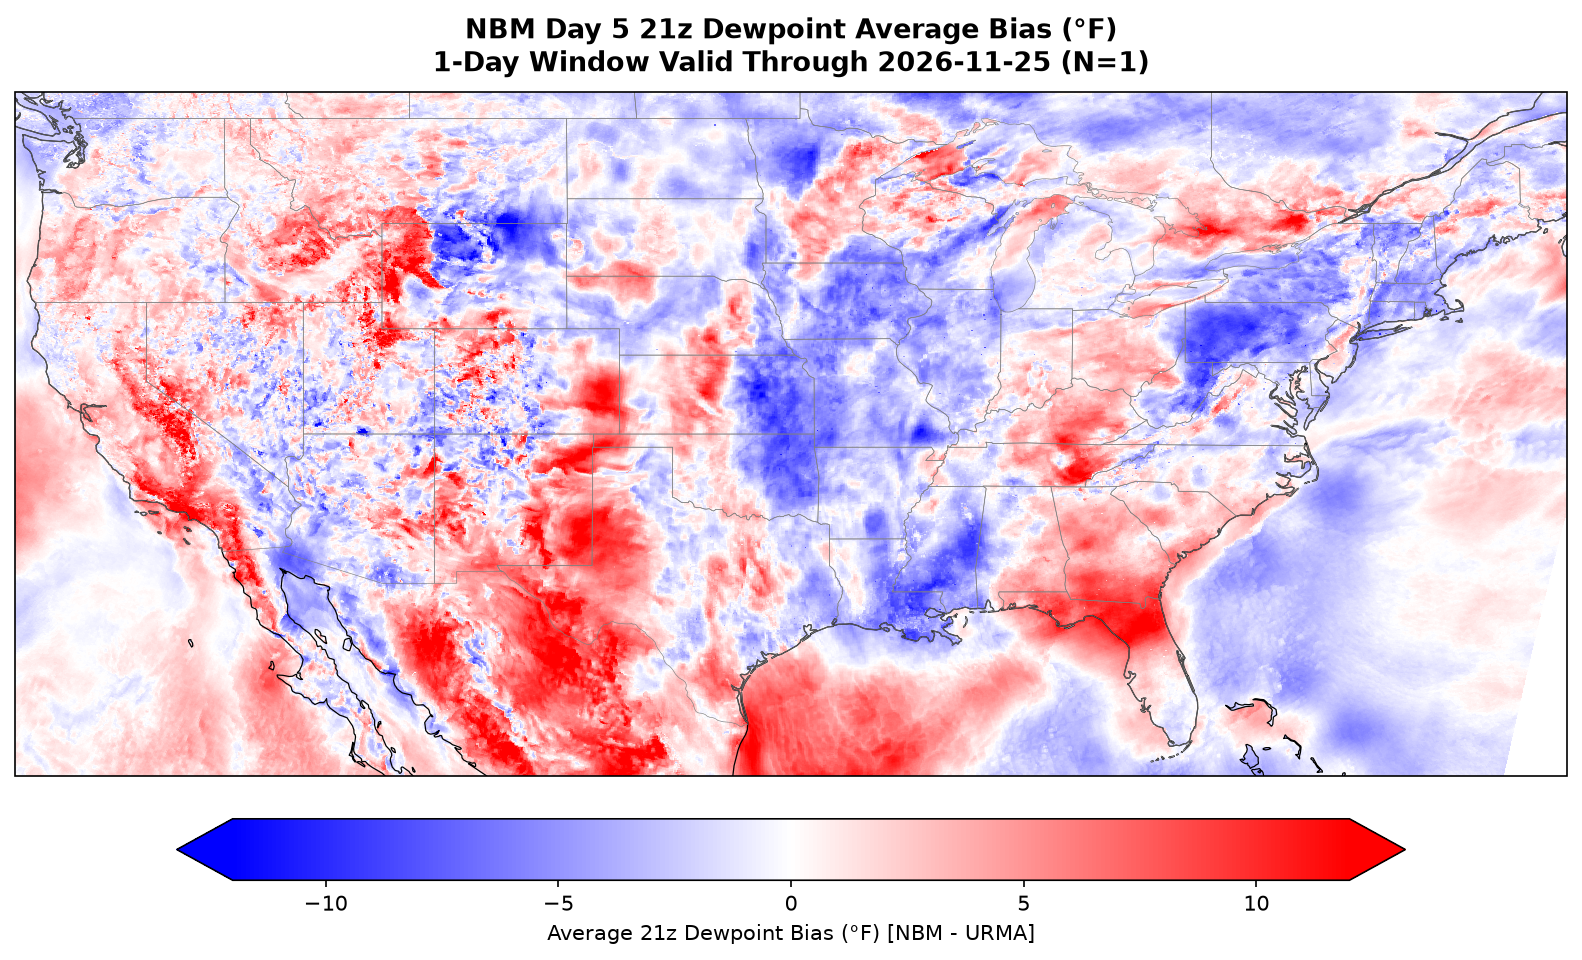 NBM Day 5 21z Dewpoint Average Bias (°F)
1-Day Window Valid Through 2026-11-25 (N=1)
−10 −5 0 5 10
Average 21z Dewpoint Bias (°F) [NBM - URMA]